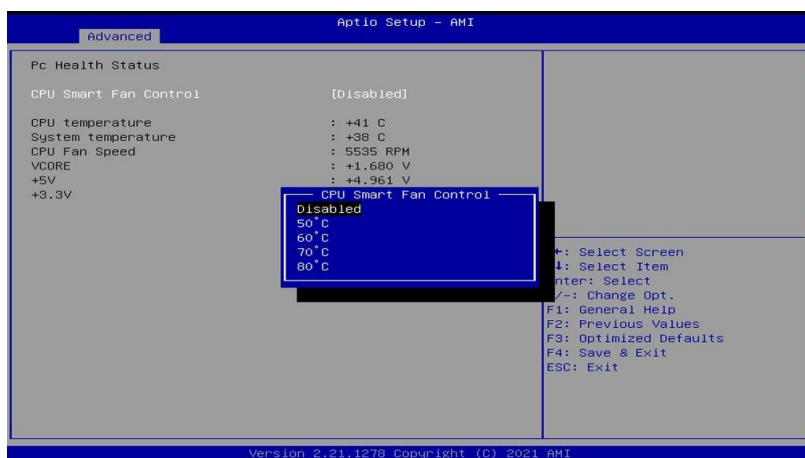 Aptio Setup - AMI
Advanced
Pc Health Status
CPU Smart Fan Control [Disabled]
CPU temperature : +41 C
System temperature : +38 C
CPU Fan Speed : 5535 RPM
VCORE : +1.680 V
+5V : +4.961 V
+3.3V
CPU Smart Fan Control
Disabled
50°C
60°C
70°C
80°C
: Select Screen
: Select Item
nter: Select
/-: Change Opt.
F1: General Help
F2: Previous Values
F3: Optimized Defaults
F4: Save & Exit
ESC: Exit
Version 2.21.1278 Copyright (C) 2021 AMI